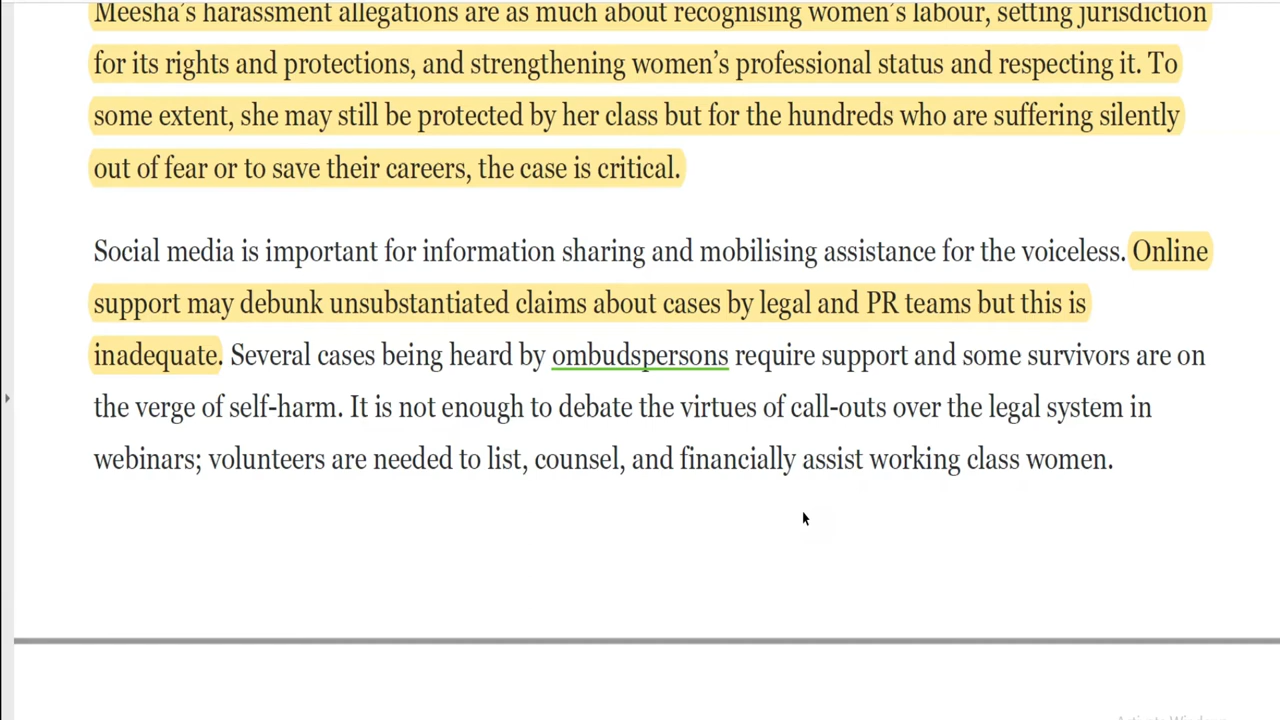 Meesha’s harassment allegations are as much about recognising women’s labour, setting jurisdiction
for its rights and protections, and strengthening women’s professional status and respecting it. To
some extent, she may still be protected by her class but for the hundreds who are suffering silently
out of fear or to save their careers, the case is critical.
Social media is important for information sharing and mobilising assistance for the voiceless. Online
support may debunk unsubstantiated claims about cases by legal and PR teams but this is
inadequate. Several cases being heard by ombudspersons require support and some survivors are on
the verge of self-harm. It is not enough to debate the virtues of call-outs over the legal system in
webinars; volunteers are needed to list, counsel, and financially assist working class women.